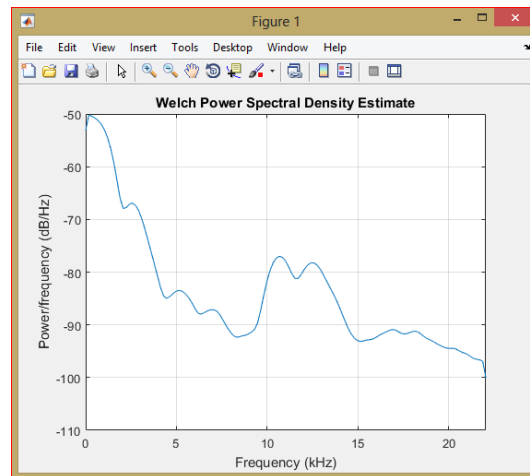 Figure 1
File Edit View Insert Tools Desktop Window Help
Welch Power Spectral Density Estimate
Power/frequency (dB/Hz)
-50
-60
-70
-80
-90
-100
-110
0 5 10 15 20
Frequency (kHz)